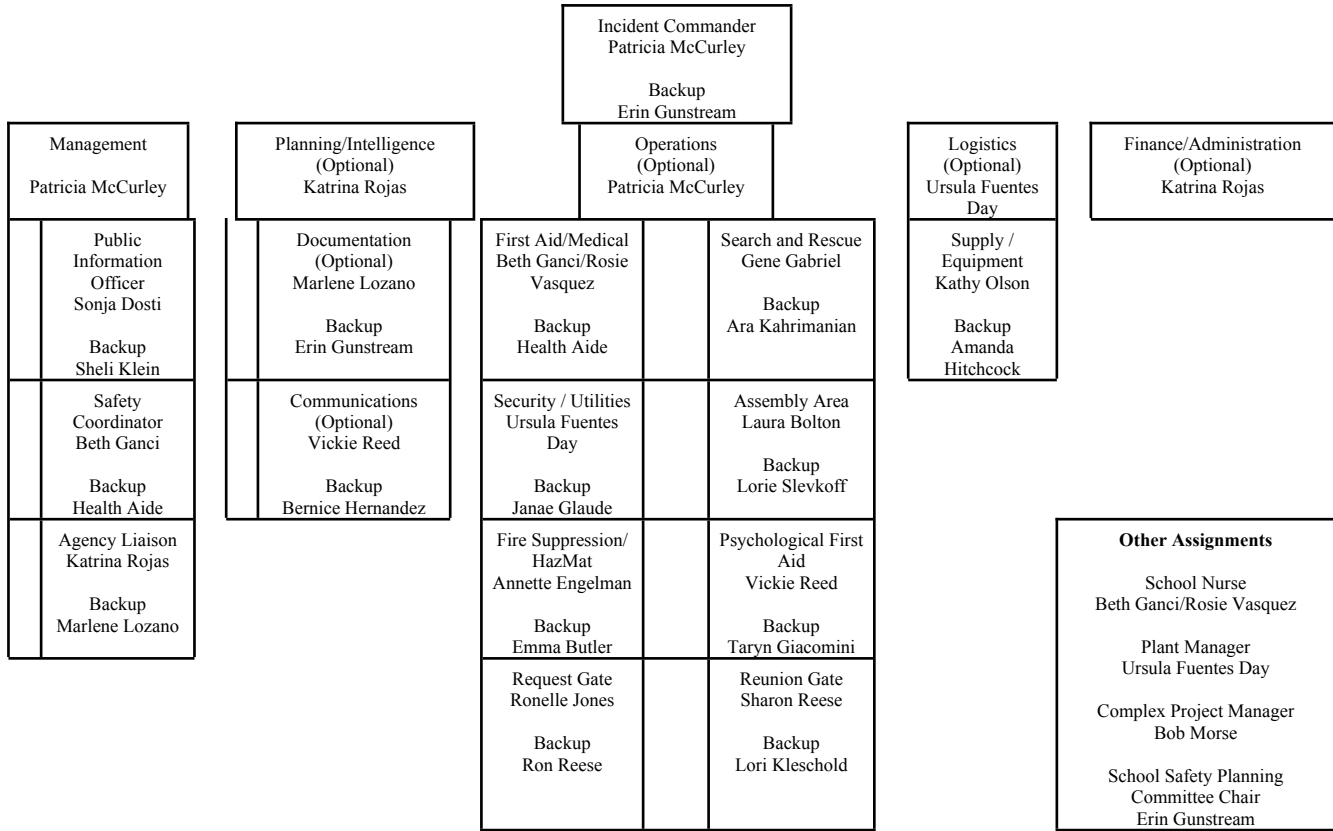 Incident Commander
Patricia McCurley
Backup
Erin Gunstream
Management
Patricia McCurley
Planning/Intelligence
(Optional)
Katrina Rojas
Operations
(Optional)
Patricia McCurley
Logistics
(Optional)
Ursula Fuentes
Day
Finance/Administration
(Optional)
Katrina Rojas
Public
Information
Officer
Sonja Dosti
Backup
Sheli Klein
Documentation
(Optional)
Marlene Lozano
Backup
Erin Gunstream
First Aid/Medical
Beth Ganci/Rosie
Vasquez
Backup
Health Aide
Search and Rescue
Gene Gabriel
Backup
Ara Kahrimanian
Supply /
Equipment
Kathy Olson
Backup
Amanda
Hitchcock
Safety
Coordinator
Beth Ganci
Backup
Health Aide
Communications
(Optional)
Vickie Reed
Backup
Bernice Hernandez
Security / Utilities
Ursula Fuentes
Day
Backup
Janae Glaude
Assembly Area
Laura Bolton
Backup
Lorie Slevkoff
Agency Liaison
Katrina Rojas
Backup
Marlene Lozano
Fire Suppression/
HazMat
Annette Engelman
Backup
Emma Butler
Psychological First
Aid
Vickie Reed
Backup
Taryn Giacomini
Request Gate
Ronelle Jones
Backup
Ron Reese
Reunion Gate
Sharon Reese
Backup
Lori Kleschold
Other Assignments
School Nurse
Beth Ganci/Rosie Vasquez
Plant Manager
Ursula Fuentes Day
Complex Project Manager
Bob Morse
School Safety Planning
Committee Chair
Erin Gunstream